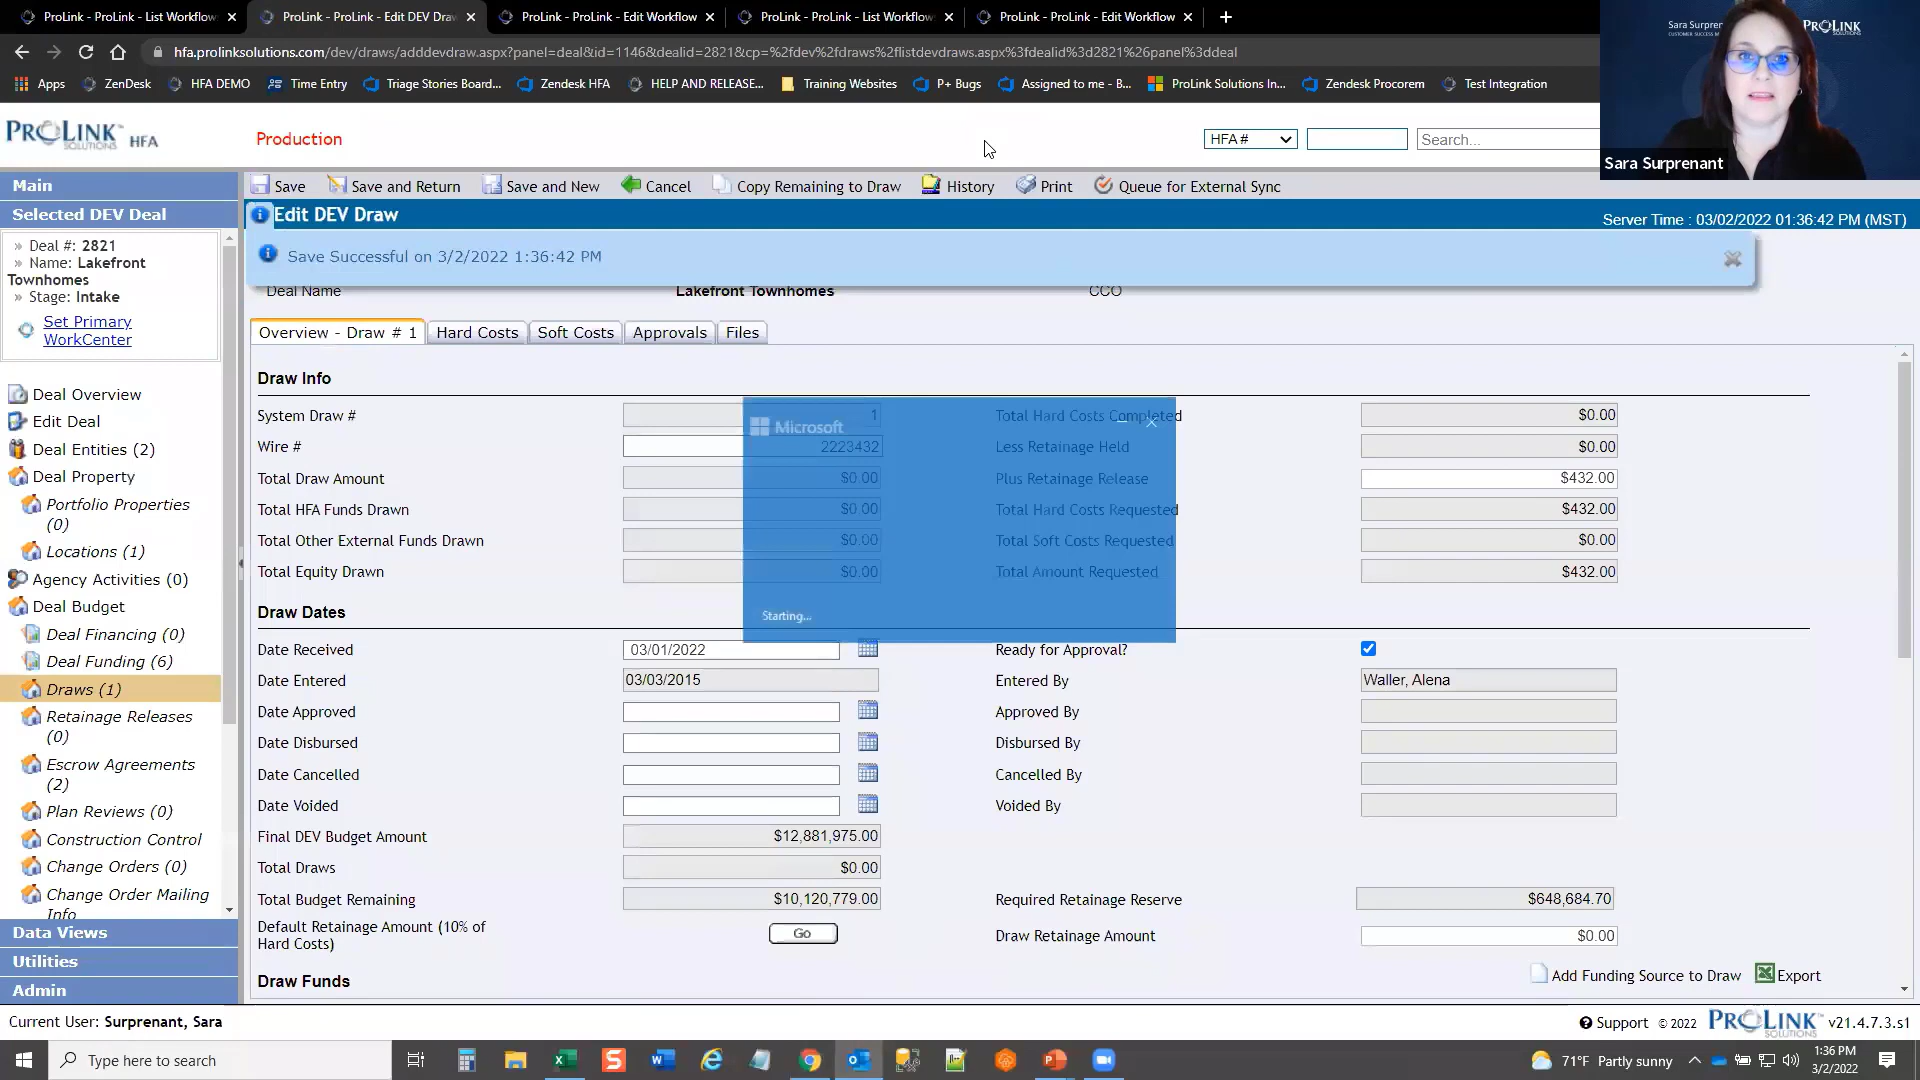 ProLink - ProLink - List Workflow
ProLink - ProLink - Edit DEV Draw
ProLink - ProLink - Edit Workflow
ProLink - ProLink - List Workflow
ProLink - ProLink - Edit Workflow
hfa.prolinksolutions.com/dev/draws/adddevdraw.aspx?panel=deal&id=1146&dealid=2821&cp=%2fdev%2fdraws%2flistdevdraws.aspx%3fdealid%3d2821%26panel%3ddeal
Apps ZenDesk HFA DEMO Time Entry Triage Stories Board... Zendesk HFA HELP AND RELEASE... Training Websites P+ Bugs Assigned to me - B... ProLink Solutions In... Zendesk Procorem Test Integration
PROLINK SOLUTIONS
Sara Surprenant
PROLINK SOLUTIONS HFA
Production
HFA #
Search...
Main
Save Save and Return Save and New Cancel Copy Remaining to Draw History Print Queue for External Sync
Selected DEV Deal
Edit DEV Draw
Server Time : 03/02/2022 01:36:42 PM (MST)
» Deal #: 2821
» Name: Lakefront
Townhomes
» Stage: Intake
Set Primary
WorkCenter
Save Successful on 3/2/2022 1:36:42 PM
Deal Name Lakefront Townhomes CCO
Overview - Draw # 1 Hard Costs Soft Costs Approvals Files
Deal Overview
Edit Deal
Deal Entities (2)
Deal Property
Portfolio Properties
(0)
Locations (1)
Agency Activities (0)
Deal Budget
Deal Financing (0)
Deal Funding (6)
Draws (1)
Retainage Releases
(0)
Escrow Agreements
(2)
Plan Reviews (0)
Construction Control
Change Orders (0)
Change Order Mailing
Info
Data Views
Utilities
Admin
Draw Info
System Draw # 1 Total Hard Costs Completed $0.00
Microsoft
Wire # 2223432 Less Retainage Held $0.00
Total Draw Amount $0.00 Plus Retainage Release $432.00
Total HFA Funds Drawn $0.00 Total Hard Costs Requested $432.00
Total Other External Funds Drawn $0.00 Total Soft Costs Requested $0.00
Total Equity Drawn $0.00 Total Amount Requested $432.00
Starting...
Draw Dates
Date Received 03/01/2022 Ready for Approval?
Date Entered 03/03/2015 Entered By Waller, Alena
Date Approved Approved By
Date Disbursed Disbursed By
Date Cancelled Cancelled By
Date Voided Voided By
Final DEV Budget Amount $12,881,975.00
Total Draws $0.00
Total Budget Remaining $10,120,779.00 Required Retainage Reserve $648,684.70
Default Retainage Amount (10% of
Hard Costs) Go Draw Retainage Amount $0.00
Draw Funds
Add Funding Source to Draw Export
Current User: Surprenant, Sara
Support © 2022 PROLINK SOLUTIONS v21.4.7.3.s1
Type here to search
71°F Partly sunny
1:36 PM
3/2/2022